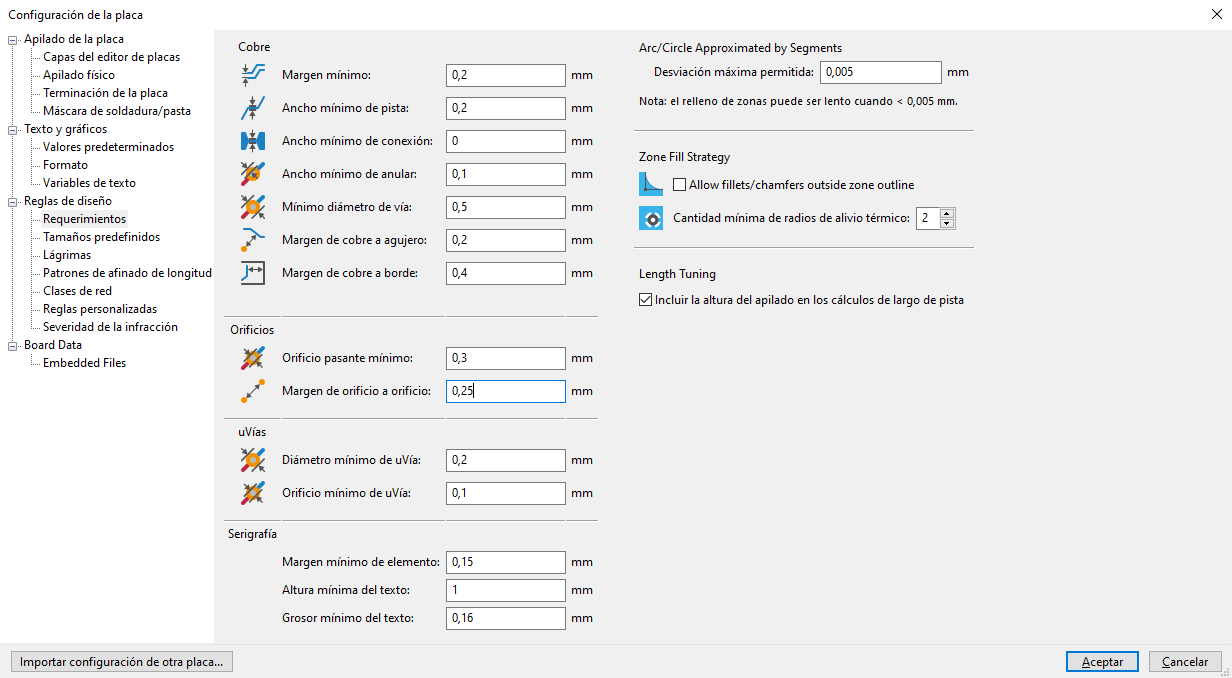 Configuración de la placa
Apilado de la placa
Capas del editor de placas
Apilado físico
Terminación de la placa
Máscara de soldadura/pasta
Texto y gráficos
Valores predeterminados
Formato
Variables de texto
Reglas de diseño
Requerimientos
Tamaños predefinidos
Lágrimas
Patrones de afinado de longitud
Clases de red
Reglas personalizadas
Severidad de la infracción
Board Data
Embedded Files
Cobre
Margen mínimo: 0,2 mm
Ancho mínimo de pista: 0,2 mm
Ancho mínimo de conexión: 0 mm
Ancho mínimo de anular: 0,1 mm
Mínimo diámetro de vía: 0,5 mm
Margen de cobre a agujero: 0,2 mm
Margen de cobre a borde: 0,4 mm
Orificios
Orificio pasante mínimo: 0,3 mm
Margen de orificio a orificio: 0,25 mm
uVías
Diámetro mínimo de uVía: 0,2 mm
Orificio mínimo de uVía: 0,1 mm
Serigrafía
Margen mínimo de elemento: 0,15 mm
Altura mínima del texto: 1 mm
Grosor mínimo del texto: 0,16 mm
Arc/Circle Approximated by Segments
Desviación máxima permitida: 0,005 mm
Nota: el relleno de zonas puede ser lento cuando < 0,005 mm.
Zone Fill Strategy
Allow fillets/chamfers outside zone outline
Cantidad mínima de radios de alivio térmico: 2
Length Tuning
Incluir la altura del apilado en los cálculos de largo de pista
Importar configuración de otra placa...
Aceptar
Cancelar